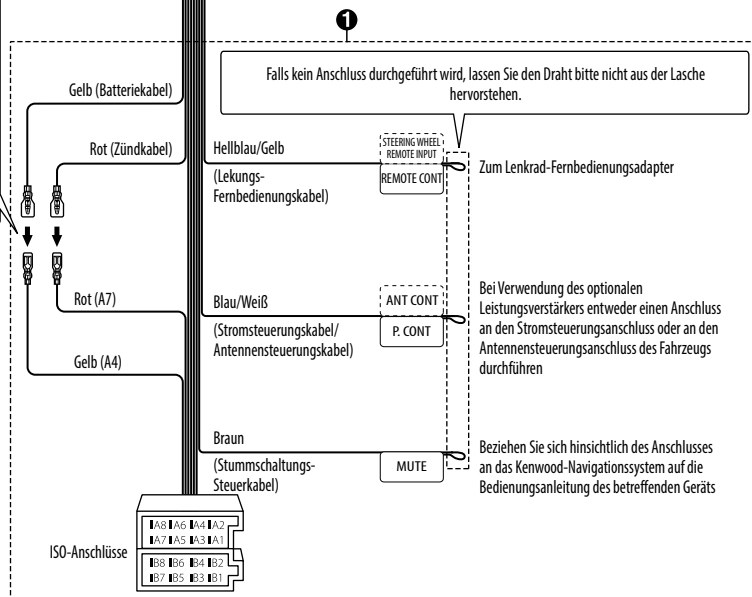 1
Falls kein Anschluss durchgeführt wird, lassen Sie den Draht bitte nicht aus der Lasche
hervorstehen.
Gelb (Batteriekabel)
Rot (Zündkabel)
Hellblau/Gelb
(Lekungs-
Fernbedienungskabel)
STEERING WHEEL
REMOTE INPUT
REMOTE CONT
Zum Lenkrad-Fernbedienungsadapter
Rot (A7)
Gelb (A4)
Blau/Weiß
(Stromsteuerungskabel/
Antennensteuerungskabel)
ANT CONT
P. CONT
Bei Verwendung des optionalen
Leistungsverstärkers entweder einen Anschluss
an den Stromsteuerungsanschluss oder an den
Antennensteuerungsanschluss des Fahrzeugs
durchführen
Braun
(Stummschaltungs-
Steuerkabel)
MUTE
Beziehen Sie sich hinsichtlich des Anschlusses
an das Kenwood-Navigationssystem auf die
Bedienungsanleitung des betreffenden Geräts
ISO-Anschlüsse
A8 A6 A4 A2
A7 A5 A3 A1
B8 B6 B4 B2
B7 B5 B3 B1